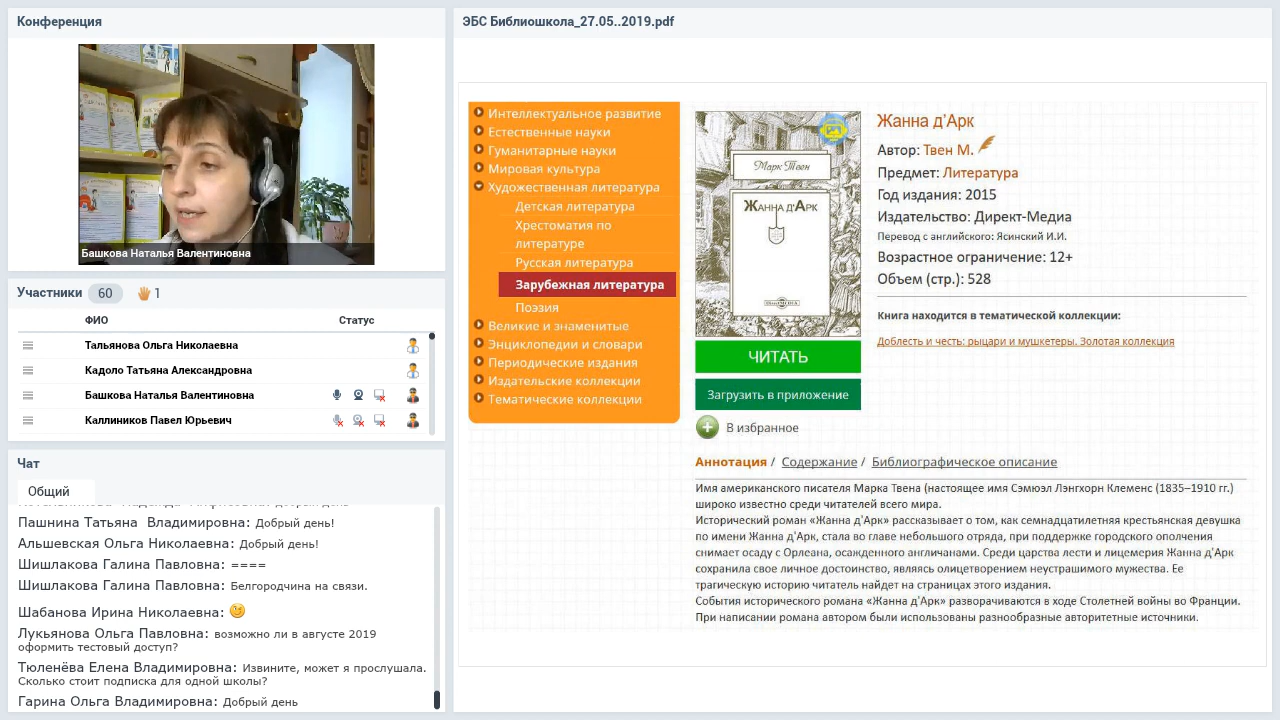 Конференция
Башкова Наталья Валентиновна
Участники 60 1
ФИО Статус
Тальянова Ольга Николаевна
Кадоло Татьяна Александровна
Башкова Наталья Валентиновна
Каллиников Павел Юрьевич
Чат
Общий
Пашнина Татьяна Владимировна: Добрый день!
Альшевская Ольга Николаевна: Добрый день!
Шишлакова Галина Павловна: ====
Шишлакова Галина Павловна: Белгородчина на связи.
Шабанова Ирина Николаевна:
Лукьянова Ольга Павловна: возможно ли в августе 2019
оформить тестовый доступ?
Тюленёва Елена Владимировна: Извините, может я прослушала.
Сколько стоит подписка для одной школы?
Гарина Ольга Владимировна: Добрый день
ЭБС Библиошкола_27.05..2019.pdf
Интеллектуальное развитие
Естественные науки
Гуманитарные науки
Мировая культура
Художественная литература
Детская литература
Хрестоматия по
литературе
Русская литература
Зарубежная литература
Поэзия
Великие и знаменитые
Энциклопедии и словари
Периодические издания
Издательские коллекции
Тематические коллекции
Марк Твен
ЖАННА Д'АРК
ЧИТАТЬ
Загрузить в приложение
В избранное
Жанна д'Арк
Автор: Твен М.
Предмет: Литература
Год издания: 2015
Издательство: Директ-Медиа
Перевод с английского: Ясинский И.И.
Возрастное ограничение: 12+
Объем (стр.): 528
Книга находится в тематической коллекции:
Доблесть и честь: рыцари и мушкетеры. Золотая коллекция
Аннотация / Содержание / Библиографическое описание
Имя американского писателя Марка Твена (настоящее имя Сэмюэл Лэнгхорн Клеменс (1835–1910 гг.)
широко известно среди читателей всего мира.
Исторический роман «Жанна д'Арк» рассказывает о том, как семнадцатилетняя крестьянская девушка
по имени Жанна д'Арк, стала во главе небольшого отряда, при поддержке городского ополчения
снимает осаду с Орлеана, осажденного англичанами. Среди царства лести и лицемерия Жанна д'Арк
сохранила свое личное достоинство, являясь олицетворением неустрашимого мужества. Ее
трагическую историю читатель найдет на страницах этого издания.
События исторического романа «Жанна д'Арк» разворачиваются в ходе Столетней войны во Франции.
При написании романа автором были использованы разнообразные авторитетные источники.